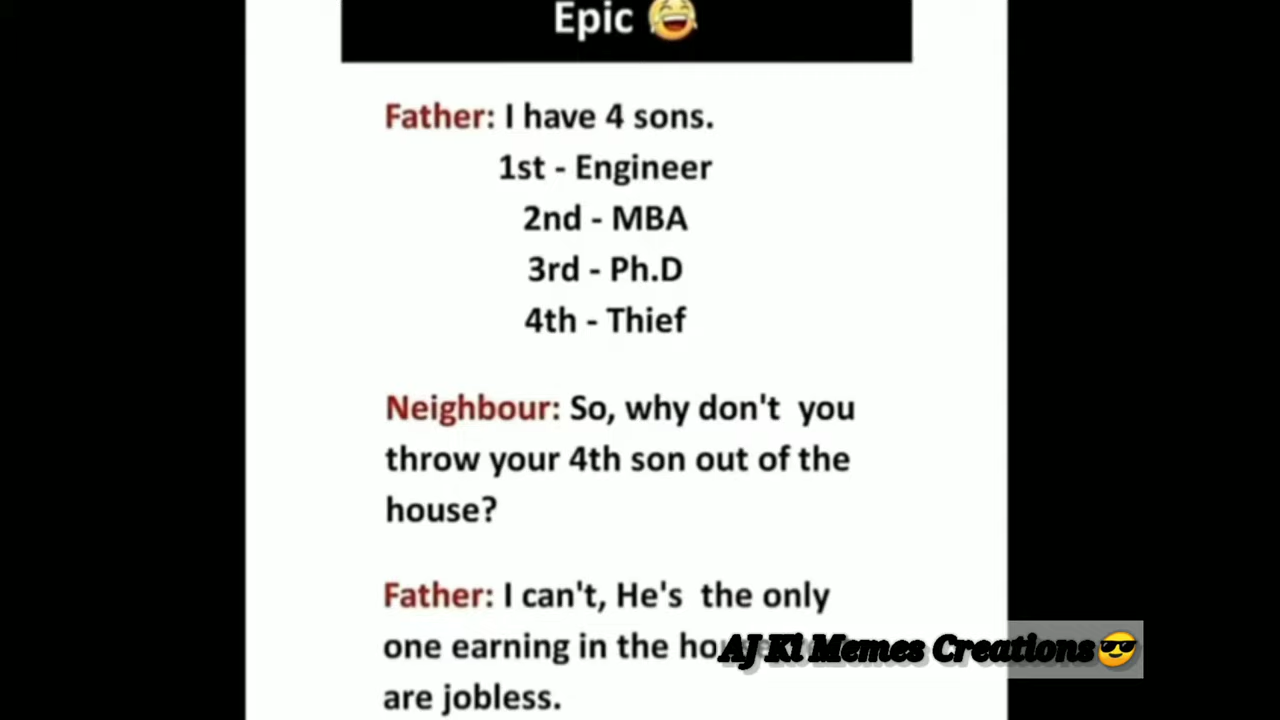 Epic 😂
Father: I have 4 sons.
1st - Engineer
2nd - MBA
3rd - Ph.D
4th - Thief
Neighbour: So, why don't you
throw your 4th son out of the
house?
Father: I can't, He's the only
one earning in the
AJ Ki Memes Creations😎
are jobless.